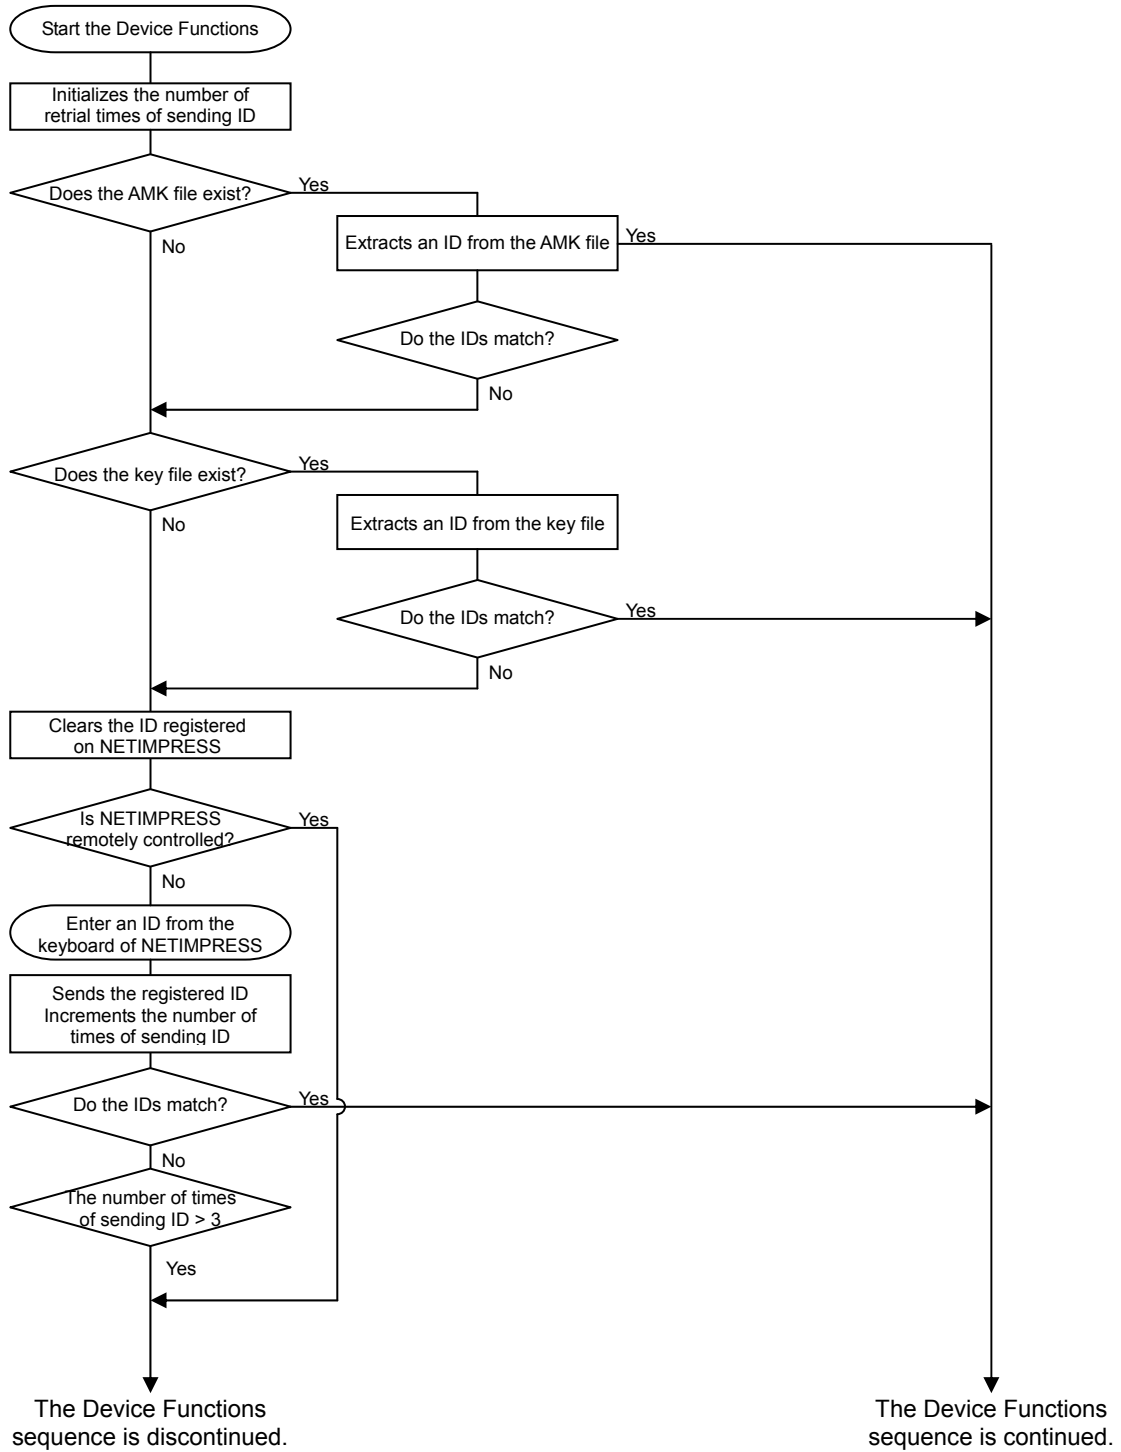 Start the Device Functions
Initializes the number of
retrial times of sending ID
Does the AMK file exist?
Yes
No
Extracts an ID from the AMK file
Yes
Do the IDs match?
No
Does the key file exist?
Yes
No
Extracts an ID from the key file
Do the IDs match?
Yes
No
Clears the ID registered
on NETIMPRESS
Is NETIMPRESS
remotely controlled?
Yes
No
Enter an ID from the
keyboard of NETIMPRESS
Sends the registered ID
Increments the number of
times of sending ID
Do the IDs match?
Yes
No
The number of times
of sending ID > 3
Yes
The Device Functions
sequence is discontinued.
The Device Functions
sequence is continued.